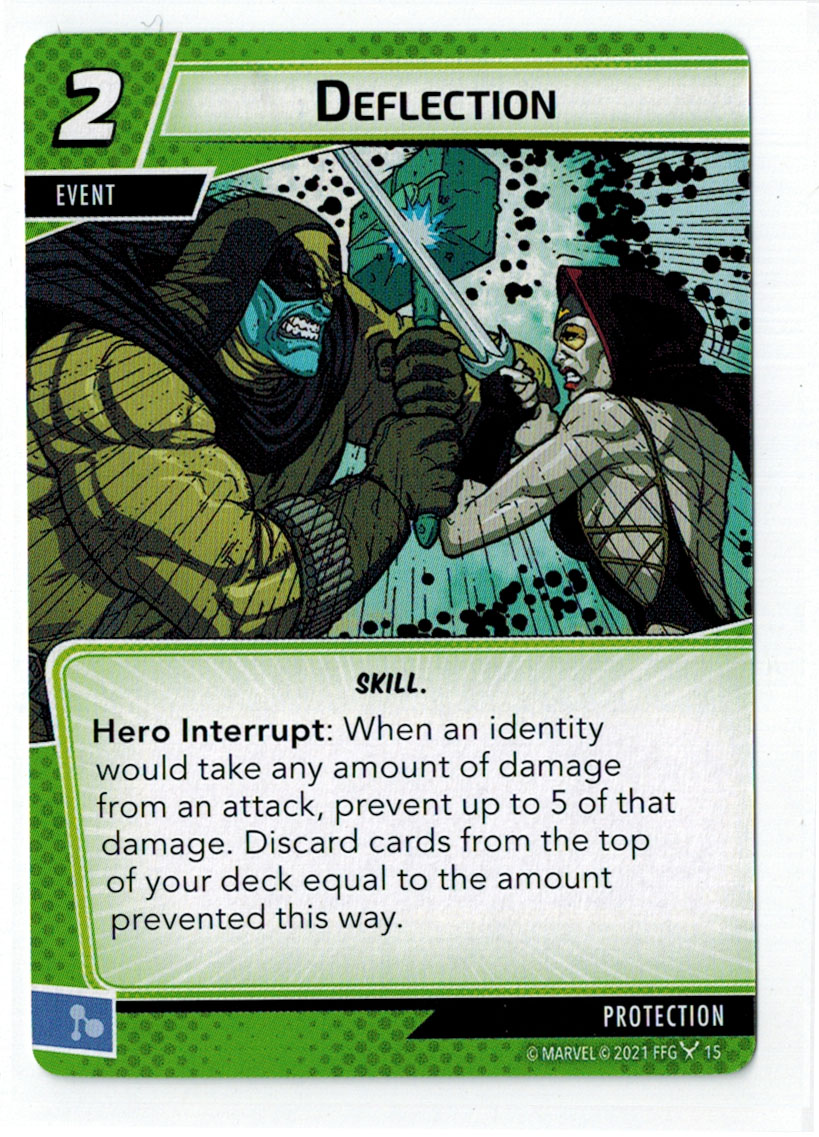 2
DEFLECTION
EVENT
SKILL.
Hero Interrupt: When an identity
would take any amount of damage
from an attack, prevent up to 5 of that
damage. Discard cards from the top
of your deck equal to the amount
prevented this way.
PROTECTION
© MARVEL © 2021 FFG 15